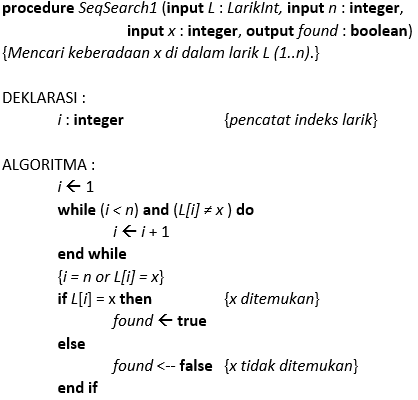 procedure SeqSearch1 (input L : LarikInt, input n : integer,
input x : integer, output found : boolean)
{Mencari keberadaan x di dalam larik L (1..n).}
DEKLARASI :
i : integer {pencatat indeks larik}
ALGORITMA :
i ← 1
while (i < n) and (L[i] ≠ x ) do
i ← i + 1
end while
{i = n or L[i] = x}
if L[i] = x then {x ditemukan}
found ← true
else
found <-- false {x tidak ditemukan}
end if